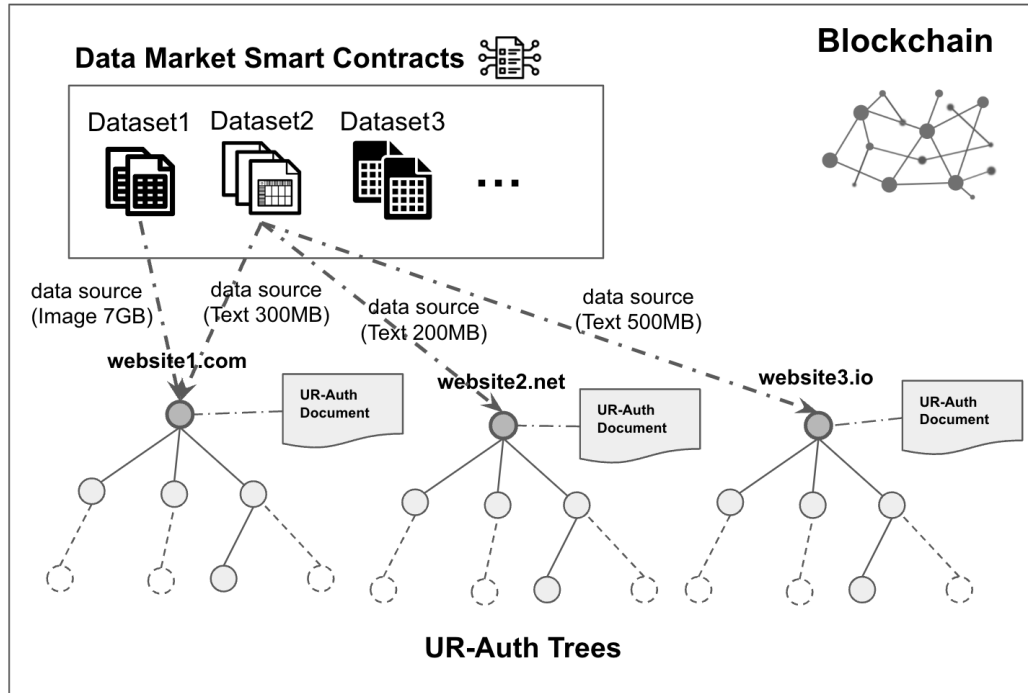 Blockchain
Data Market Smart Contracts
Dataset1
Dataset2
Dataset3
...
data source
(Image 7GB)
data source
(Text 300MB)
data source
(Text 200MB)
data source
(Text 500MB)
website1.com
website2.net
website3.io
UR-Auth
Document
UR-Auth
Document
UR-Auth
Document
UR-Auth Trees